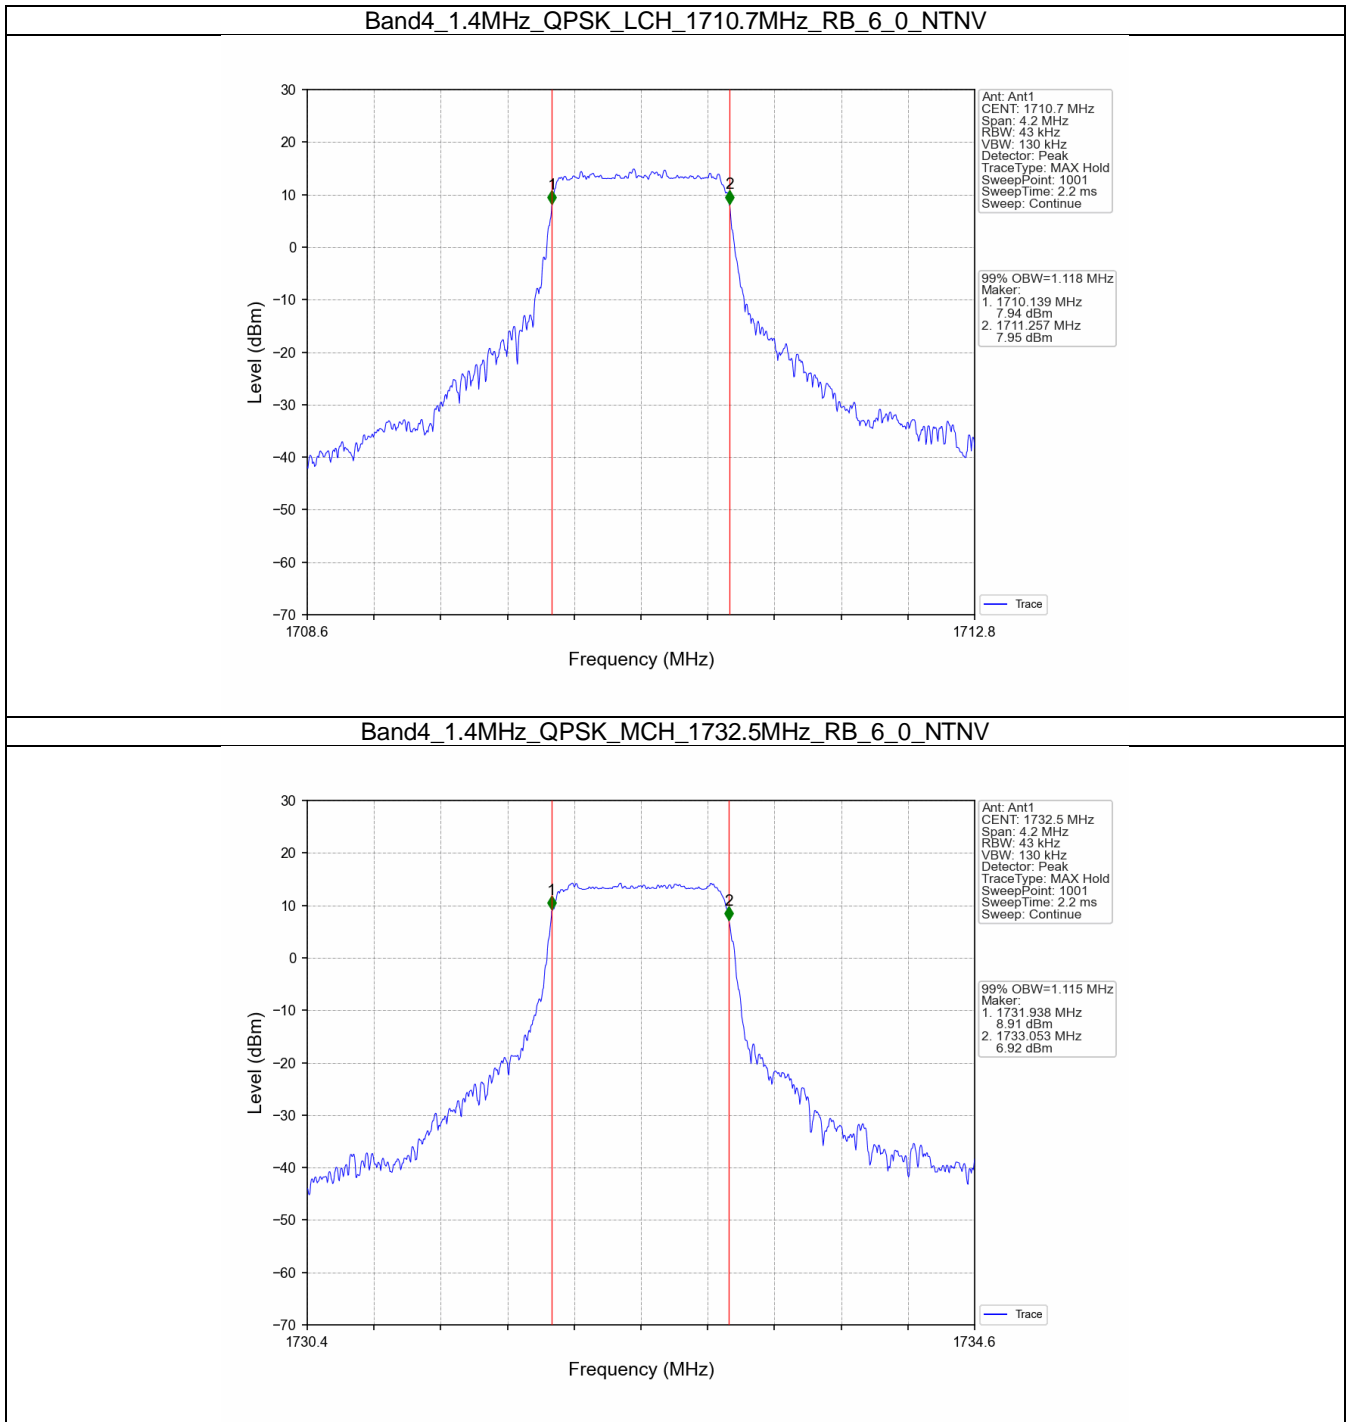 Band4_1.4MHz_QPSK_LCH_1710.7MHz_RB_6_0_NTNV
30
20
10
0
−10
−20
−30
−40
−50
−60
−70
Level (dBm)
1
2
1708.6
1712.8
Frequency (MHz)
Ant: Ant1
CENT: 1710.7 MHz
Span: 4.2 MHz
RBW: 43 kHz
VBW: 130 kHz
Detector: Peak
TraceType: MAX Hold
SweepPoint: 1001
SweepTime: 2.2 ms
Sweep: Continue
99% OBW=1.118 MHz
Maker:
1. 1710.139 MHz
7.94 dBm
2. 1711.257 MHz
7.95 dBm
Trace
Band4_1.4MHz_QPSK_MCH_1732.5MHz_RB_6_0_NTNV
30
20
10
0
−10
−20
−30
−40
−50
−60
−70
Level (dBm)
1
2
1730.4
1734.6
Frequency (MHz)
Ant: Ant1
CENT: 1732.5 MHz
Span: 4.2 MHz
RBW: 43 kHz
VBW: 130 kHz
Detector: Peak
TraceType: MAX Hold
SweepPoint: 1001
SweepTime: 2.2 ms
Sweep: Continue
99% OBW=1.115 MHz
Maker:
1. 1731.938 MHz
8.91 dBm
2. 1733.053 MHz
6.92 dBm
Trace